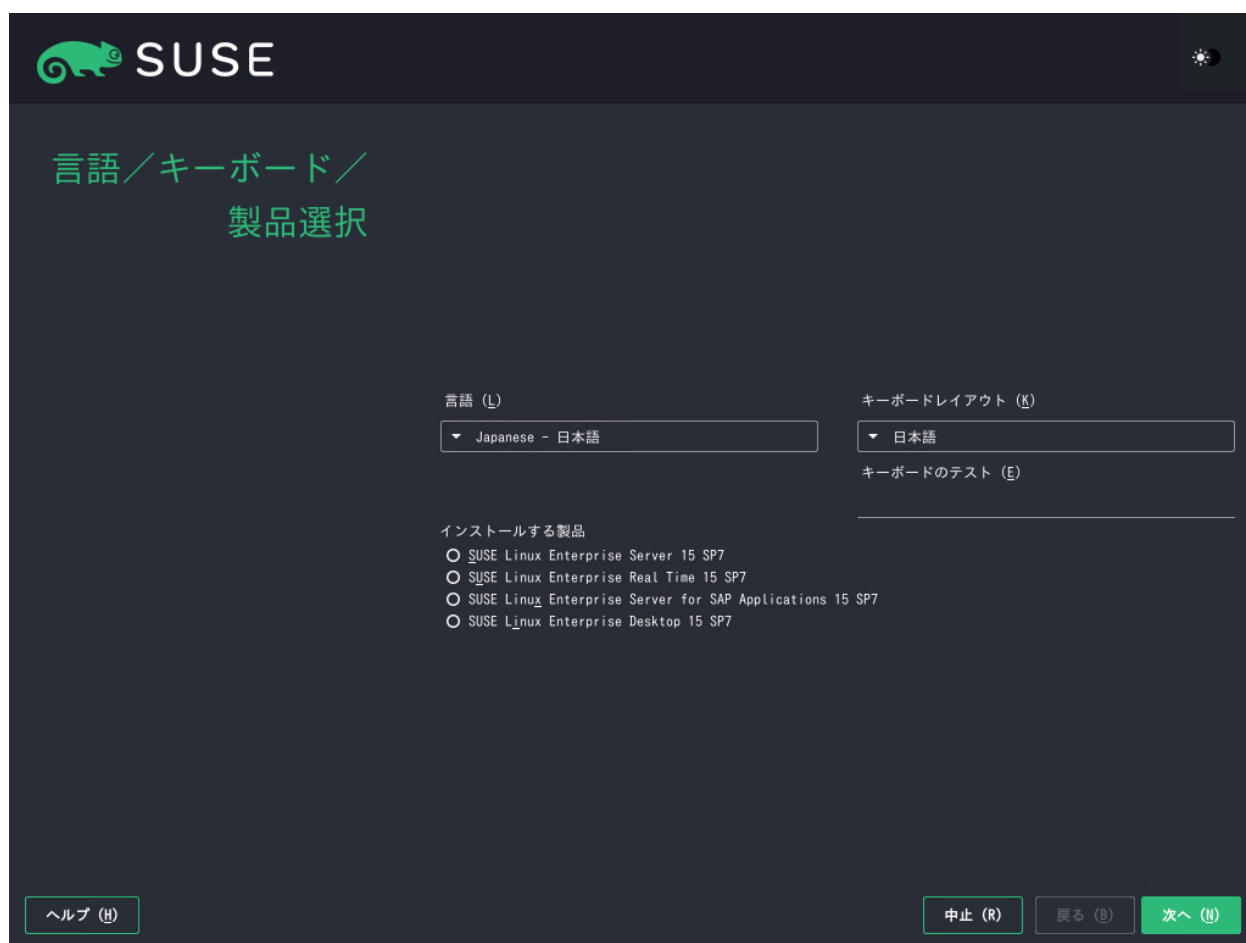 SUSE
言語／キーボード／
製品選択
言語 (L)
キーボードレイアウト (K)
Japanese - 日本語
日本語
キーボードのテスト (E)
インストールする製品
SUSE Linux Enterprise Server 15 SP7
SUSE Linux Enterprise Real Time 15 SP7
SUSE Linux Enterprise Server for SAP Applications 15 SP7
SUSE Linux Enterprise Desktop 15 SP7
ヘルプ (H)
中止 (R)
戻る (B)
次へ (N)